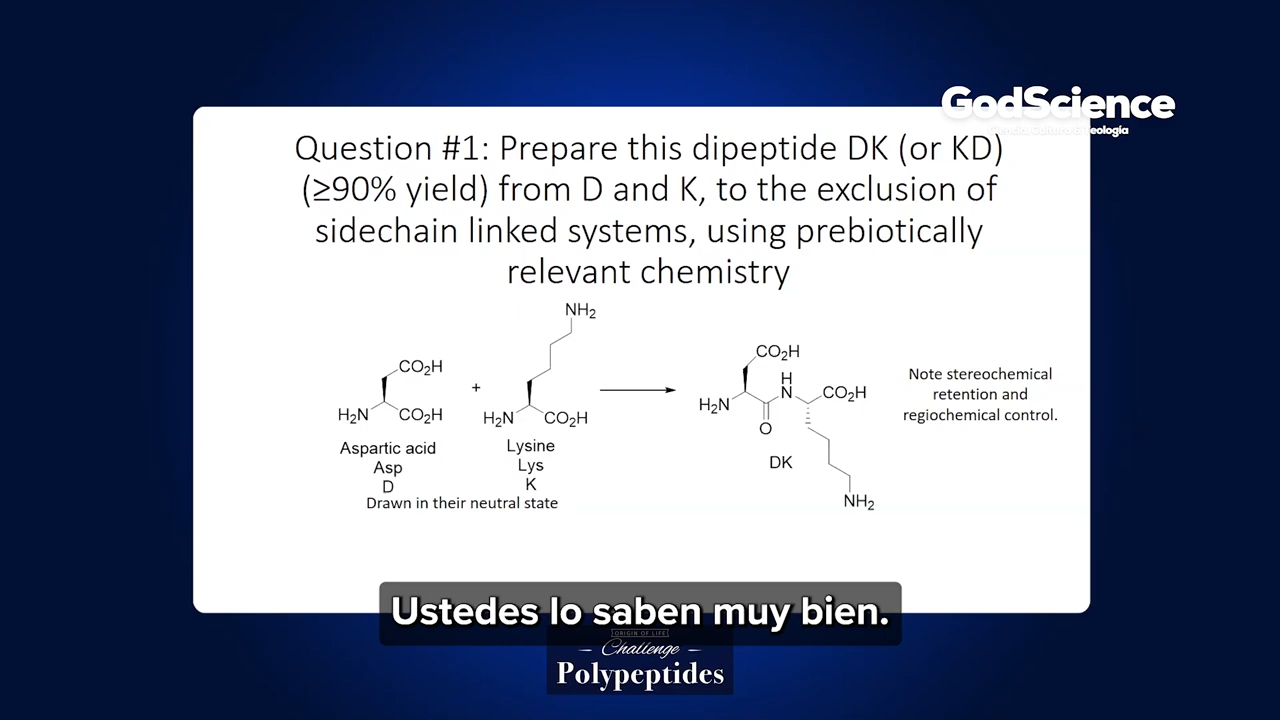 GodScience
Ciencia, Cultura & Teología
Question #1: Prepare this dipeptide DK (or KD)
(≥90% yield) from D and K, to the exclusion of
sidechain linked systems, using prebiotically
relevant chemistry
NH₂
CO₂H
H₂N CO₂H
+
H₂N CO₂H
CO₂H
H
N
H₂N CO₂H
O
NH₂
Note stereochemical
retention and
regiochemical control.
Aspartic acid
Asp
D
Lysine
Lys
K
DK
Drawn in their neutral state
Ustedes lo saben muy bien.
ORIGIN OF LIFE
Challenge
Polypeptides